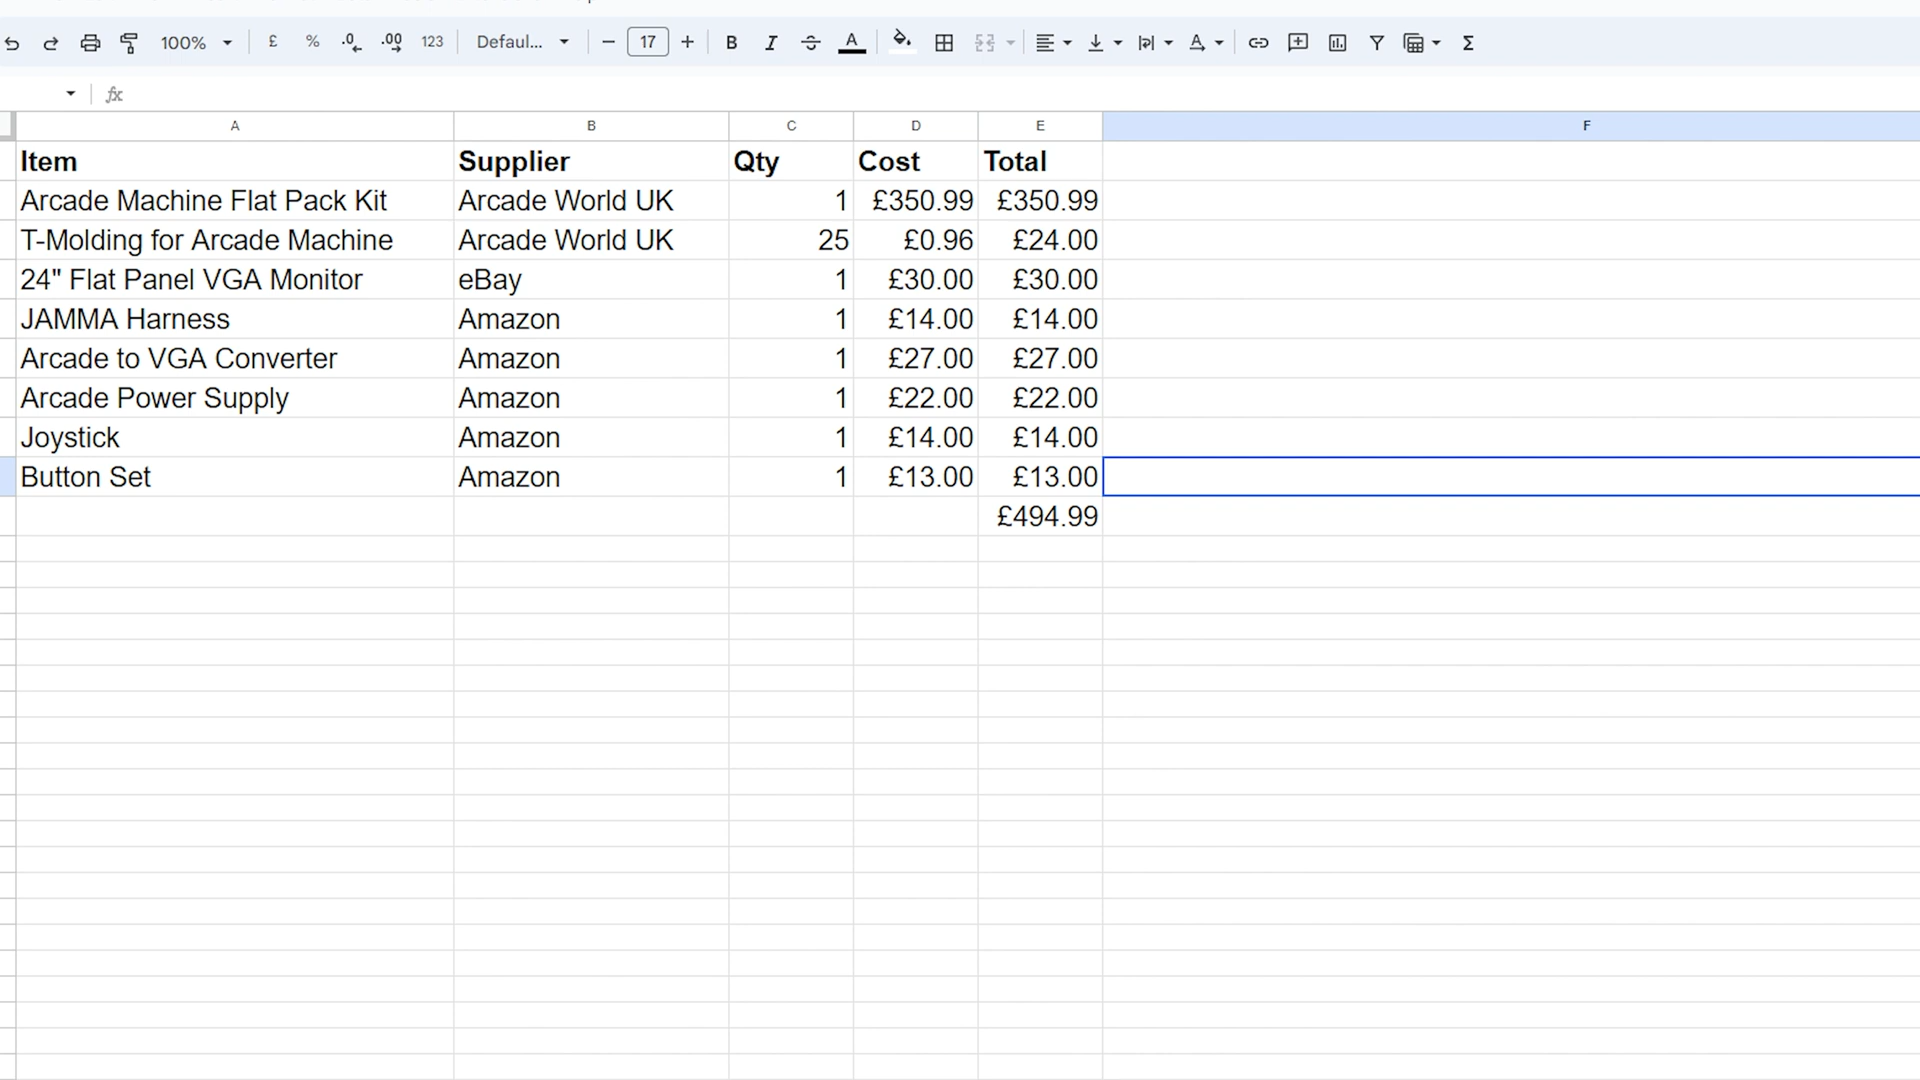 100% £ % .0 .00 123 Defaul... 17 B I A
fx
A B C D E F
Item Supplier Qty Cost Total
Arcade Machine Flat Pack Kit Arcade World UK 1 £350.99 £350.99
T-Molding for Arcade Machine Arcade World UK 25 £0.96 £24.00
24" Flat Panel VGA Monitor eBay 1 £30.00 £30.00
JAMMA Harness Amazon 1 £14.00 £14.00
Arcade to VGA Converter Amazon 1 £27.00 £27.00
Arcade Power Supply Amazon 1 £22.00 £22.00
Joystick Amazon 1 £14.00 £14.00
Button Set Amazon 1 £13.00 £13.00
£494.99